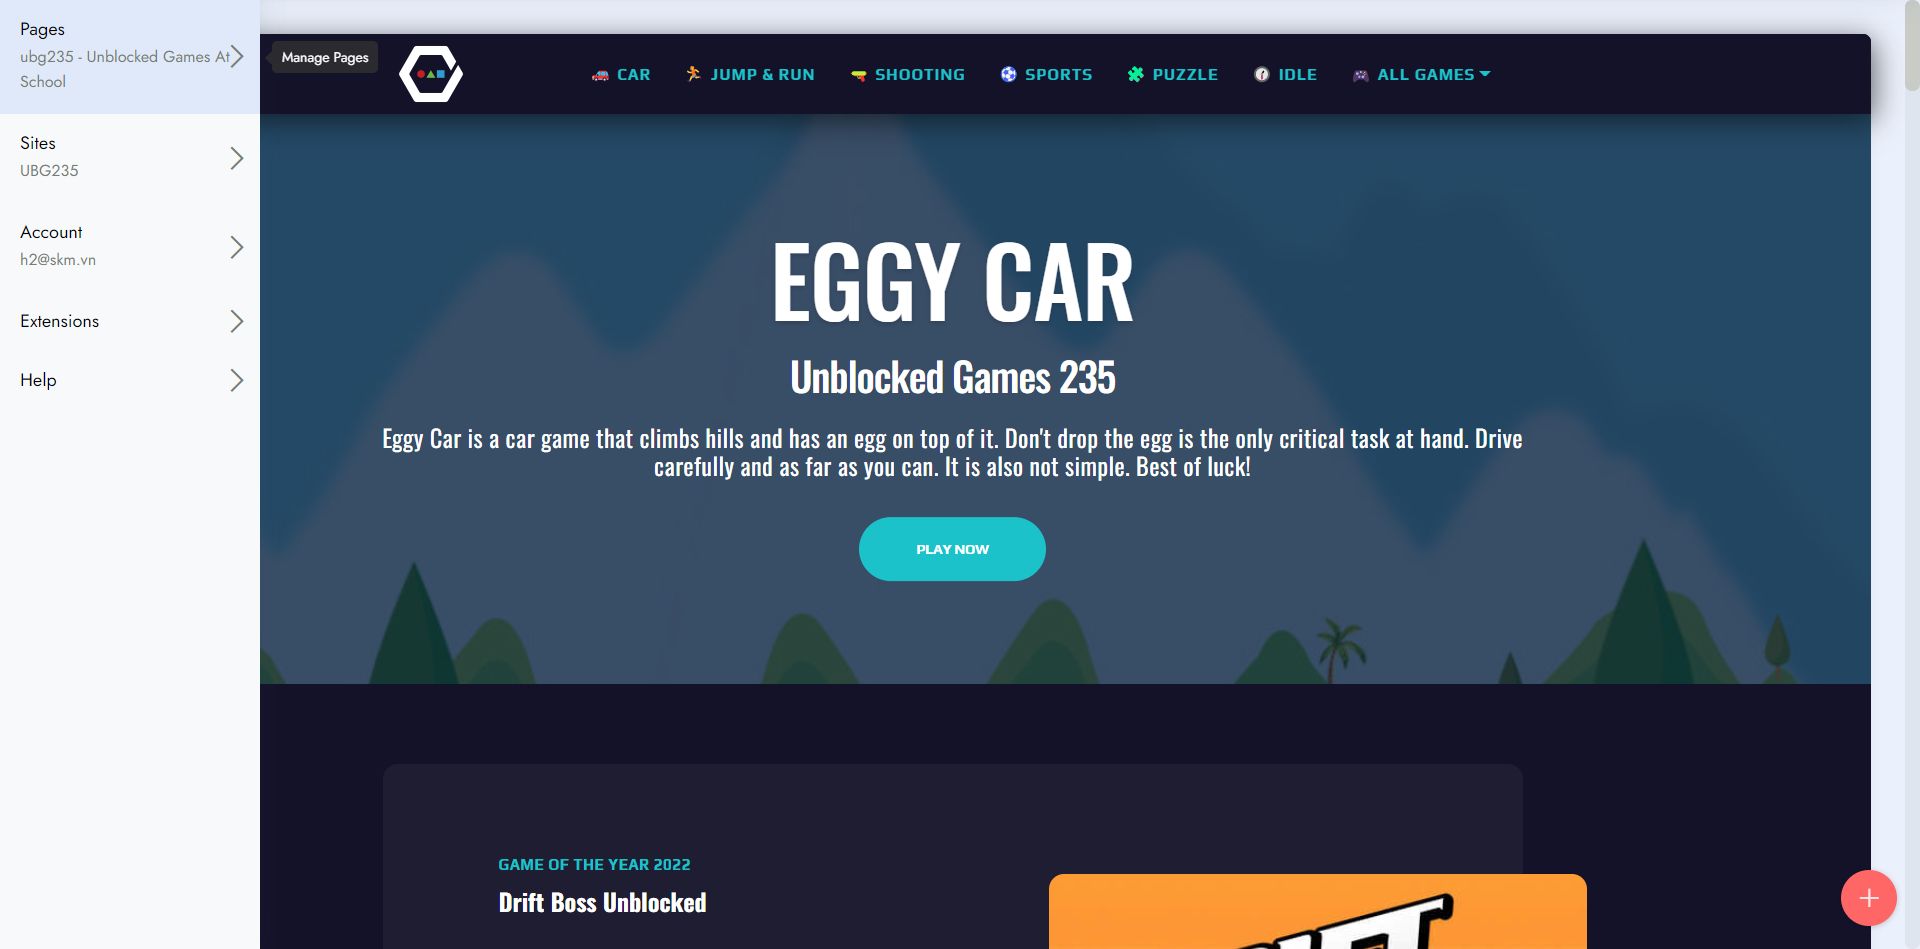 Pages
ubg235 - Unblocked Games At
School
Manage Pages
Sites
UBG235
Account
h2@skm.vn
Extensions
Help
CAR
JUMP & RUN
SHOOTING
SPORTS
PUZZLE
IDLE
ALL GAMES
EGGY CAR
Unblocked Games 235
Eggy Car is a car game that climbs hills and has an egg on top of it. Don't drop the egg is the only critical task at hand. Drive
carefully and as far as you can. It is also not simple. Best of luck!
PLAY NOW
GAME OF THE YEAR 2022
Drift Boss Unblocked